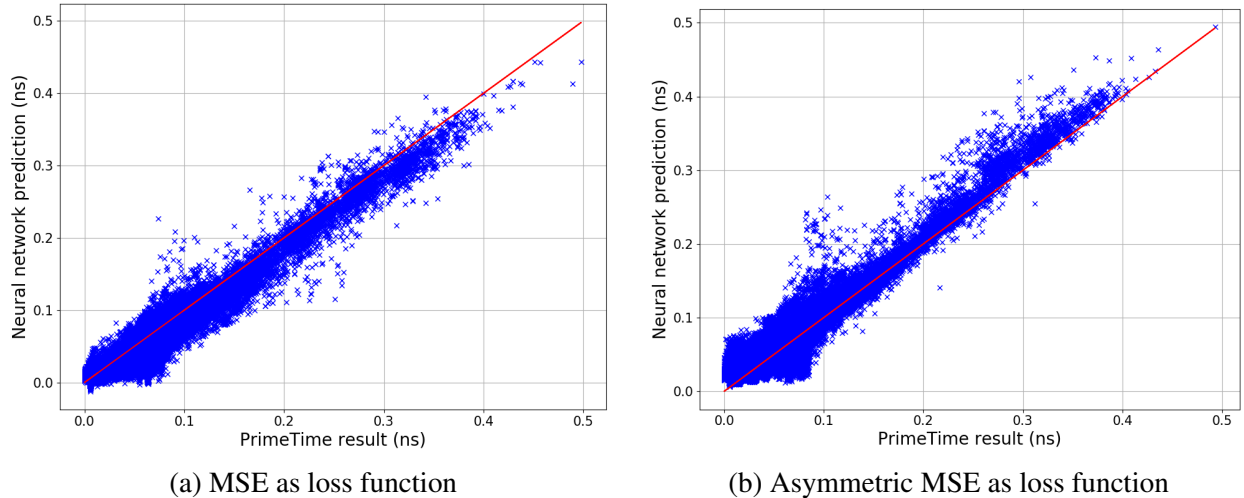 0.5
0.4
0.3
0.2
0.1
0.0
Neural network prediction (ns)
0.0 0.1 0.2 0.3 0.4 0.5
PrimeTime result (ns)
(a) MSE as loss function
0.5
0.4
0.3
0.2
0.1
0.0
Neural network prediction (ns)
0.0 0.1 0.2 0.3 0.4 0.5
PrimeTime result (ns)
(b) Asymmetric MSE as loss function